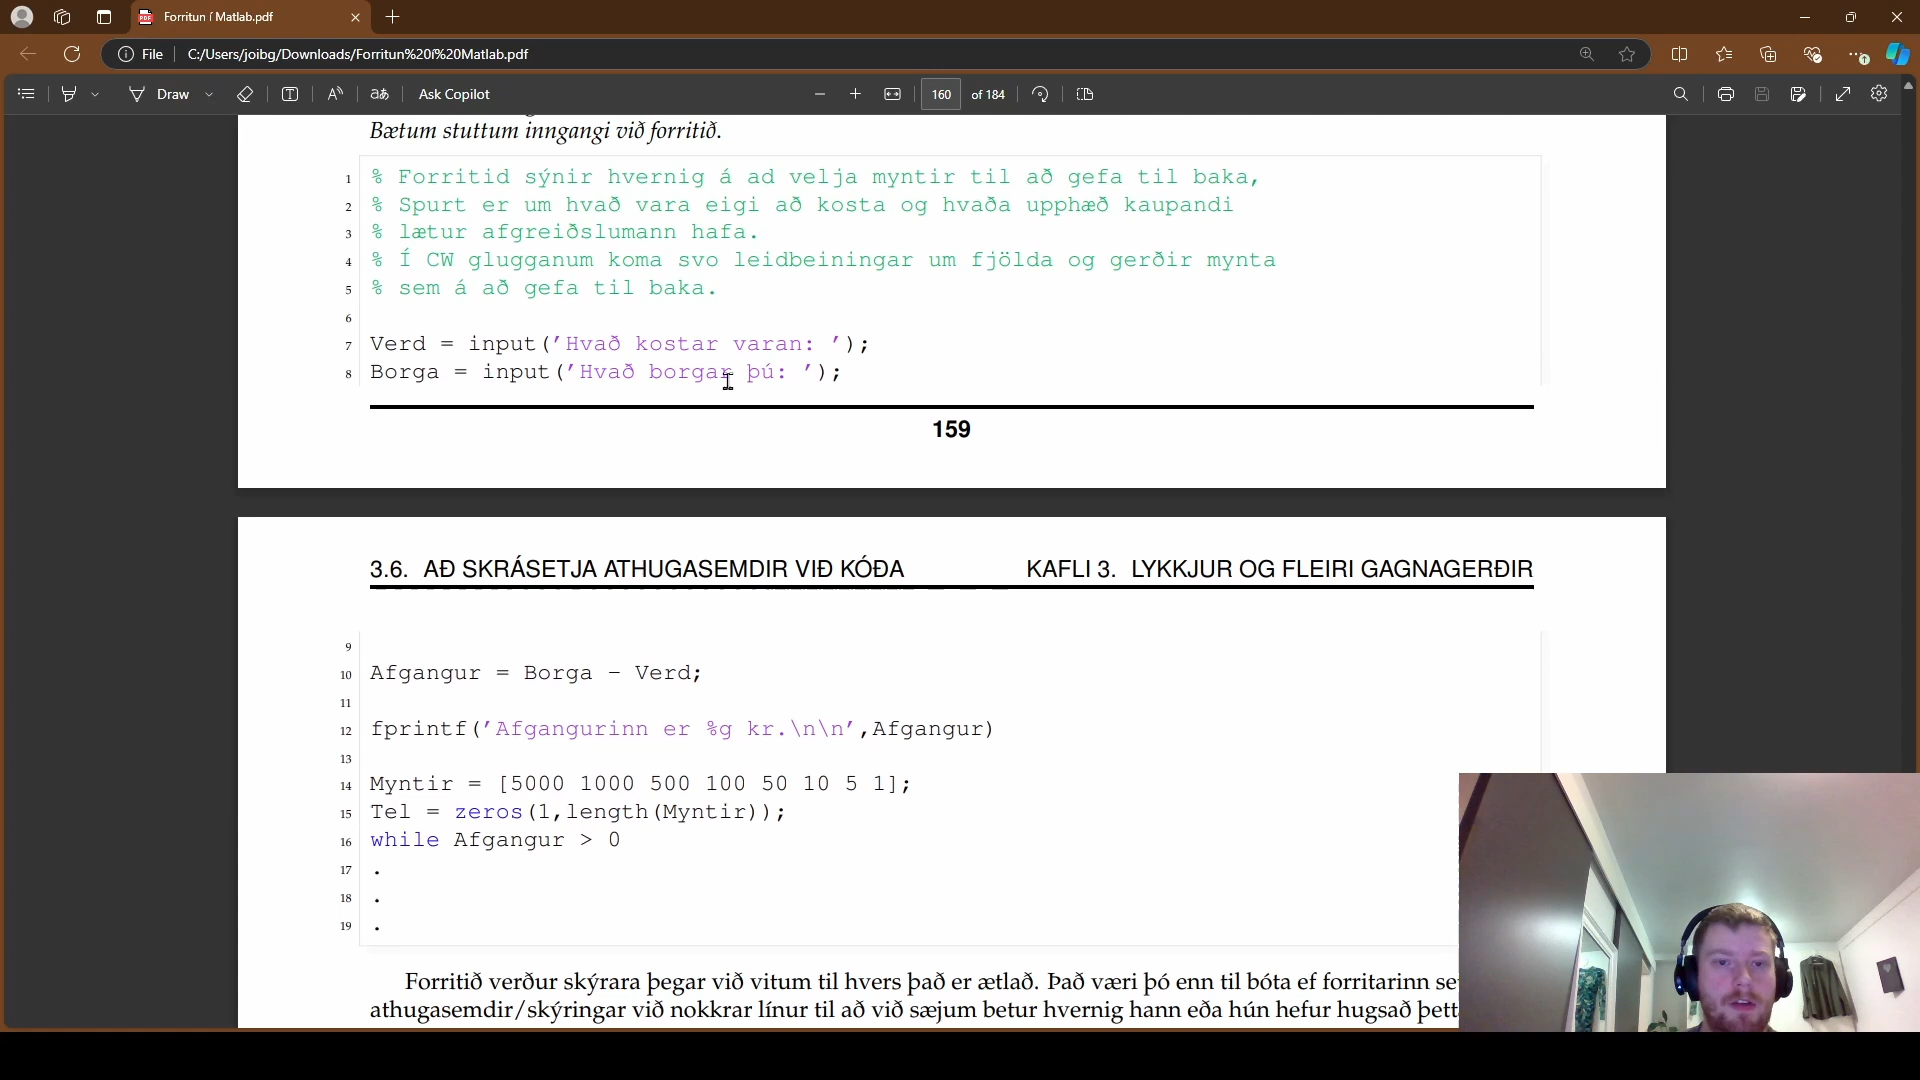 Forritun í Matlab.pdf
File
C:/Users/joibg/Downloads/Forritun%20í%20Matlab.pdf
Draw
aあ
Ask Copilot
160 of 184
Bætum stuttum inngangi við forritið.
1 % Forritid sýnir hvernig á ad velja myntir til að gefa til baka,
2 % Spurt er um hvað vara eigi að kosta og hvaða upphæð kaupandi
3 % lætur afgreiðslumann hafa.
4 % Í CW glugganum koma svo leidbeiningar um fjölda og gerðir mynta
5 % sem á að gefa til baka.
6
7 Verd = input('Hvað kostar varan: ');
8 Borga = input('Hvað borgar þú: ');
159
3.6. AÐ SKRÁSETJA ATHUGASEMDIR VIÐ KÓÐA KAFLI 3. LYKKJUR OG FLEIRI GAGNAGERÐIR
9
10 Afgangur = Borga - Verd;
11
12 fprintf('Afgangurinn er %g kr.\n\n',Afgangur)
13
14 Myntir = [5000 1000 500 100 50 10 5 1];
15 Tel = zeros(1,length(Myntir));
16 while Afgangur > 0
17 .
18 .
19 .
Forritið verður skýrara þegar við vitum til hvers það er ætlað. Það væri þó enn til bóta ef forritarinn
athugasemdir/skýringar við nokkrar línur til að við sæjum betur hvernig hann eða hún hefur hugsað